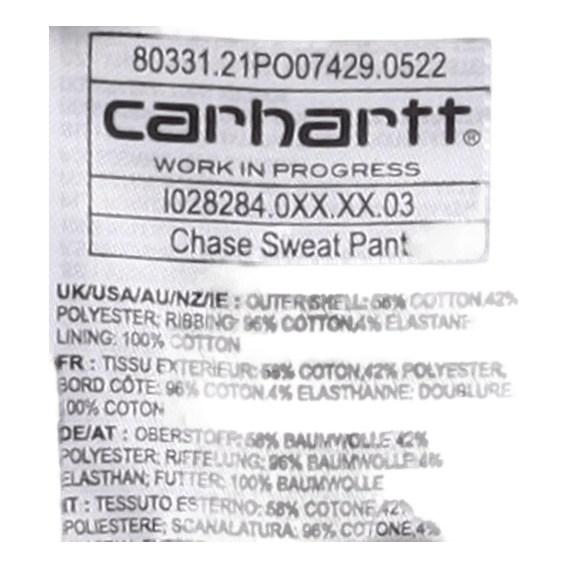 80331.21PO07429.0522
carhartt®
WORK IN PROGRESS
I028284.0XX.XX.03
Chase Sweat Pant
UK/USA/AU/NZ/IE : OUTER SHELL: 58% COTTON,42%
POLYESTER; RIBBING: 96% COTTON,4% ELASTANE
LINING: 100% COTTON
FR : TISSU EXTERIEUR: 58% COTON,42% POLYESTER,
BORD CÔTE: 96% COTON,4% ELASTHANNE: DOUBLURE
100% COTON
DE/AT : OBERSTOFF: 58% BAUMWOLLE,42%
POLYESTER; RIFFELUNG: 96% BAUMWOLLE,4%
ELASTHAN; FUTTER: 100% BAUMWOLLE
IT : TESSUTO ESTERNO: 58% COTONE,42%
POLIESTERE; SCANALATURA: 96% COTONE,4%